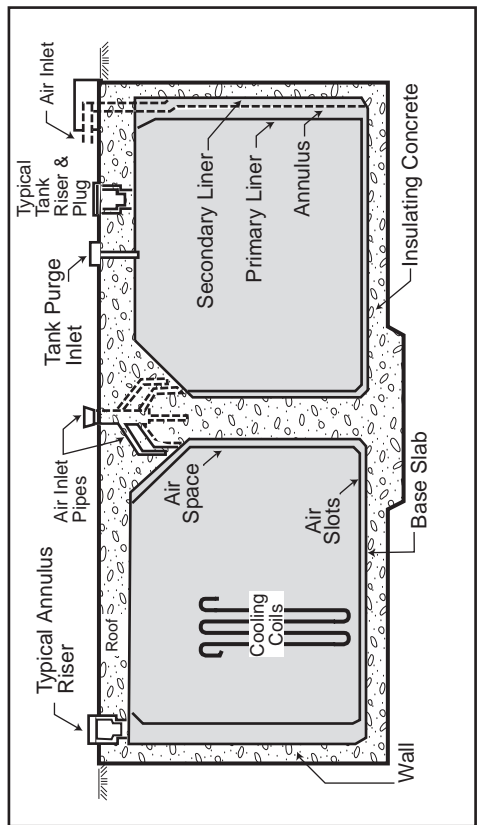 Typical Annulus
Riser
Air Inlet
Pipes
Tank Purge
Inlet
Typical
Tank
Riser &
Plug
Air Inlet
Roof
Air
Space
Secondary Liner
Primary Liner
Annulus
Cooling
Coils
Air
Slots
Wall
Base Slab
Insulating Concrete